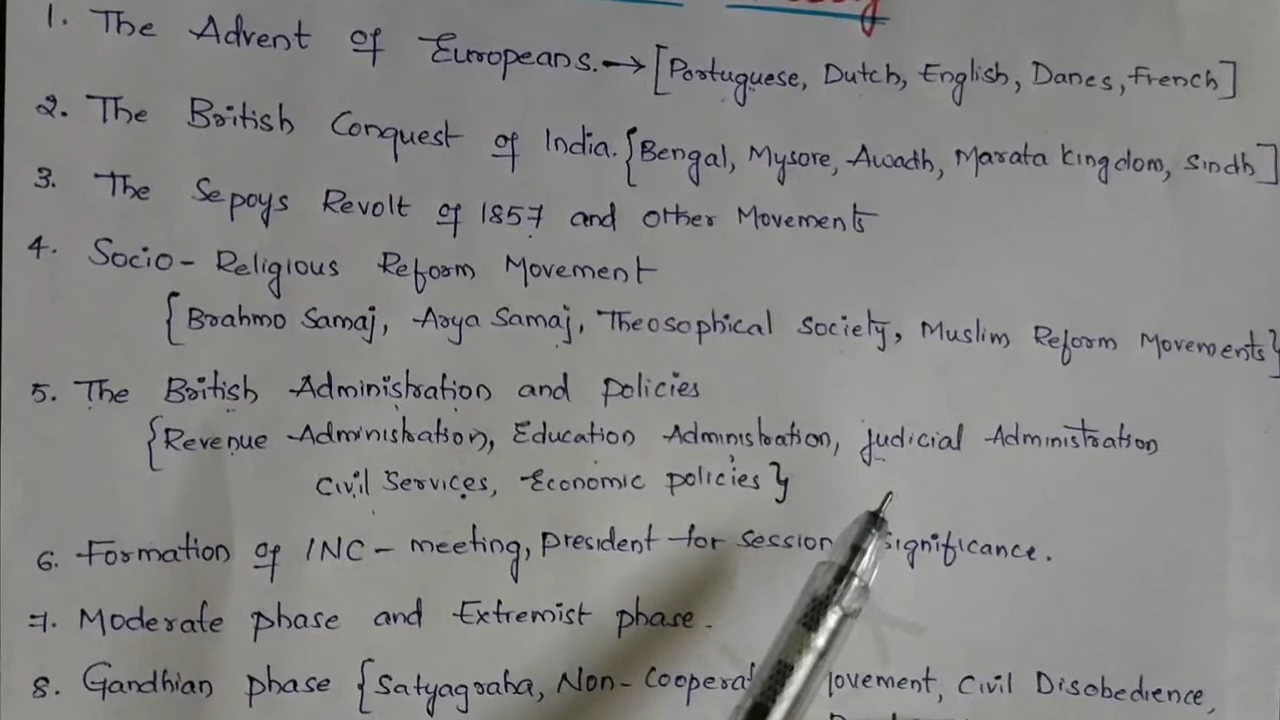 1. The Advent of Europeans.→[Portuguese, Dutch, English, Danes, French]
2. The British Conquest of India.{Bengal, Mysore, Awadh, Marata kingdom, Sindh]
3. The Sepoys Revolt of 1857 and other Movements
4. Socio-Religious Reform Movement
{Brahmo Samaj, Arya Samaj, Theosophical society, Muslim Reform Movements}
5. The British Administration and policies
{Revenue Administration, Education Administration, judicial Administration
Civil Services, Economic policies}
6. Formation of INC - meeting, president for session significance.
7. Moderate phase and Extremist phase.
8. Gandhian phase {Satyagraha, Non-Cooperat ovement, Civil Disobedience,